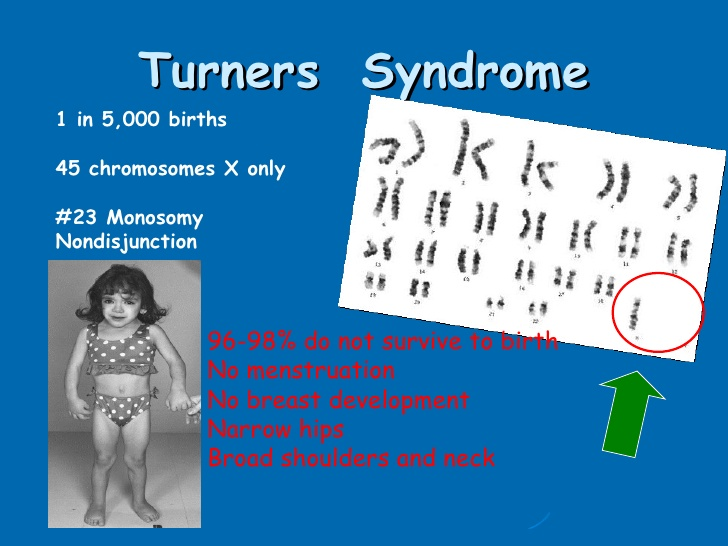 Turners Syndrome
1 in 5,000 births
45 chromosomes X only
#23 Monosomy
Nondisjunction
96-98% do not survive to birth
No menstruation
No breast development
Narrow hips
Broad shoulders and neck